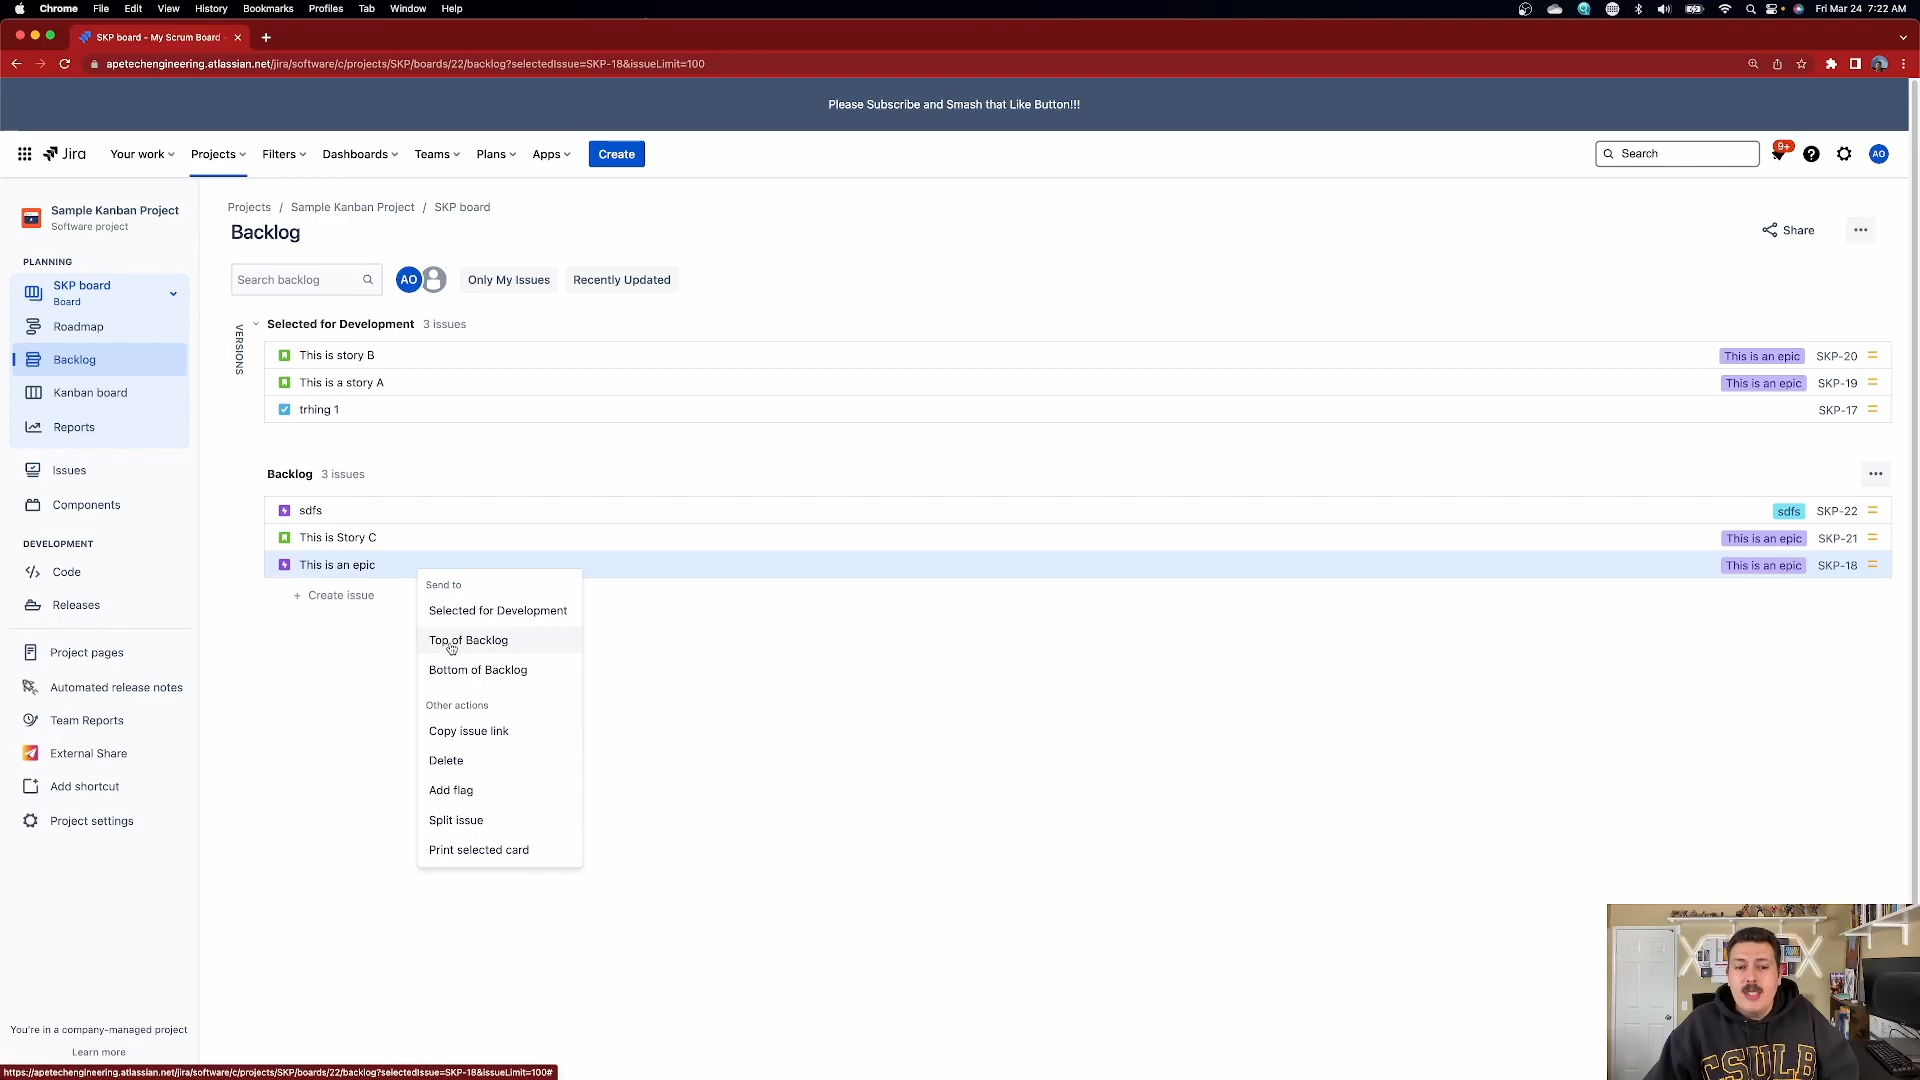 Chrome File Edit View History Bookmarks Profiles Tab Window Help
Fri Mar 24 7:22 AM
SKP board - My Scrum Board -
apetechengineering.atlassian.net/jira/software/c/projects/SKP/boards/22/backlog?selectedIssue=SKP-18&issueLimit=100
Please Subscribe and Smash that Like Button!!!
Jira Your work Projects Filters Dashboards Teams Plans Apps Create
Search 9+ AO
Sample Kanban Project
Software project
PLANNING
SKP board
Board
Roadmap
Backlog
Kanban board
Reports
Issues
Components
DEVELOPMENT
Code
Releases
Project pages
Automated release notes
Team Reports
External Share
Add shortcut
Project settings
You're in a company-managed project
Learn more
Projects / Sample Kanban Project / SKP board
Backlog
Share
Search backlog AO Only My Issues Recently Updated
VERSIONS
Selected for Development 3 issues
This is story B This is an epic SKP-20
This is a story A This is an epic SKP-19
trhing 1 SKP-17
Backlog 3 issues
sdfs sdfs SKP-22
This is Story C This is an epic SKP-21
This is an epic This is an epic SKP-18
+ Create issue
Send to
Selected for Development
Top of Backlog
Bottom of Backlog
Other actions
Copy issue link
Delete
Add flag
Split issue
Print selected card
CSULB
https://apetechengineering.atlassian.net/jira/software/c/projects/SKP/boards/22/backlog?selectedIssue=SKP-18&issueLimit=100#